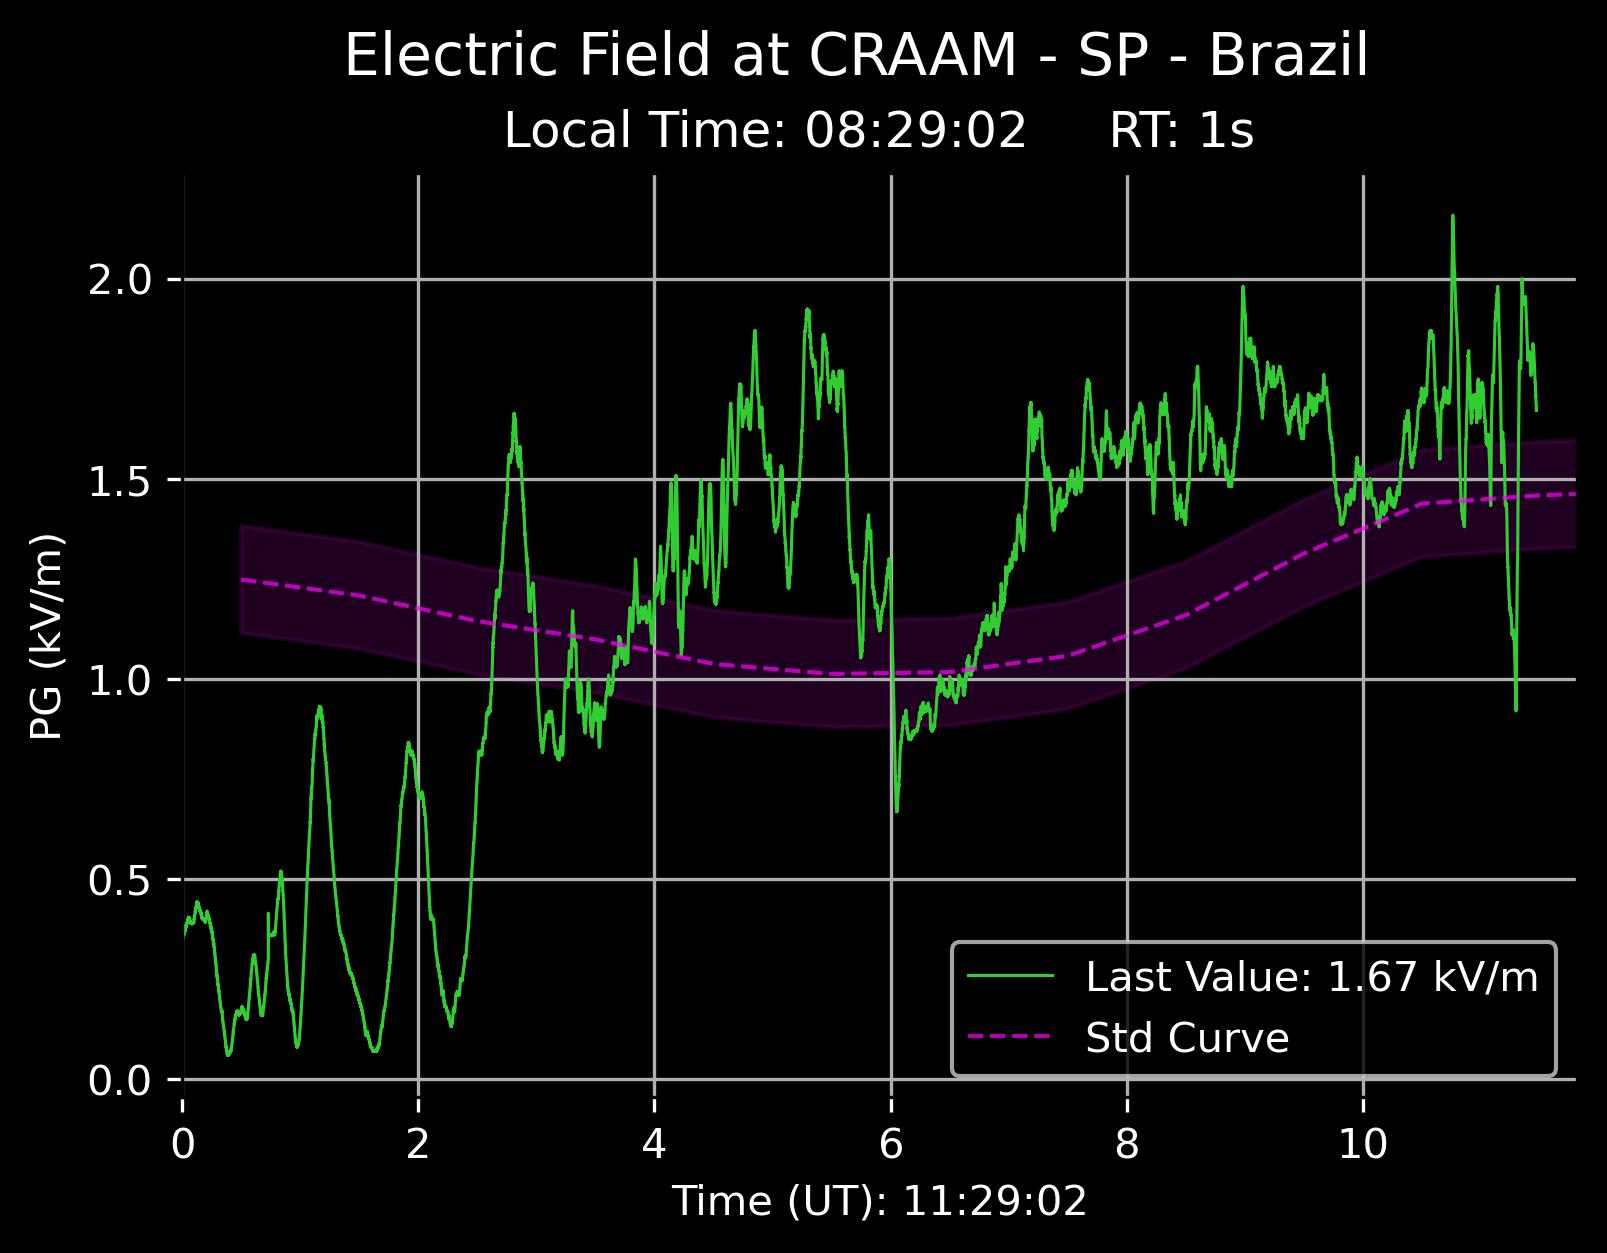 Electric Field at CRAAM - SP - Brazil
Local Time: 08:29:02 RT: 1s
PG (kV/m)
2.0
1.5
1.0
0.5
0.0
Last Value: 1.67 kV/m
Std Curve
0 2 4 6 8 10
Time (UT): 11:29:02